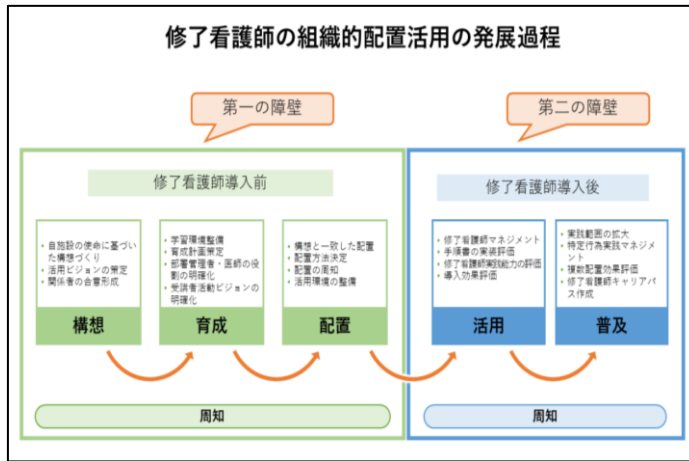 修了看護師の組織的配置活用の発展過程
第一の障壁
第二の障壁
修了看護師導入前
修了看護師導入後
• 自施設の使命に基づい
た構想づくり
• 活用ビジョンの策定
• 関係者の合意形成
構想
• 学習環境整備
• 育成計画策定
• 部署管理者・医師の役
割の明確化
• 受講者活動ビジョンの
明確化
育成
• 構想と一致した配置
• 配置方法決定
• 配置の周知
• 活用環境の整備
配置
• 修了看護師マネジメント
• 手順書の実装評価
• 修了看護師実践能力の評価
• 導入効果評価
活用
• 実践範囲の拡大
• 特定行為実践マネジメ
ント
• 複数配置効果評価
• 修了看護師キャリアパ
ス作成
普及
周知
周知